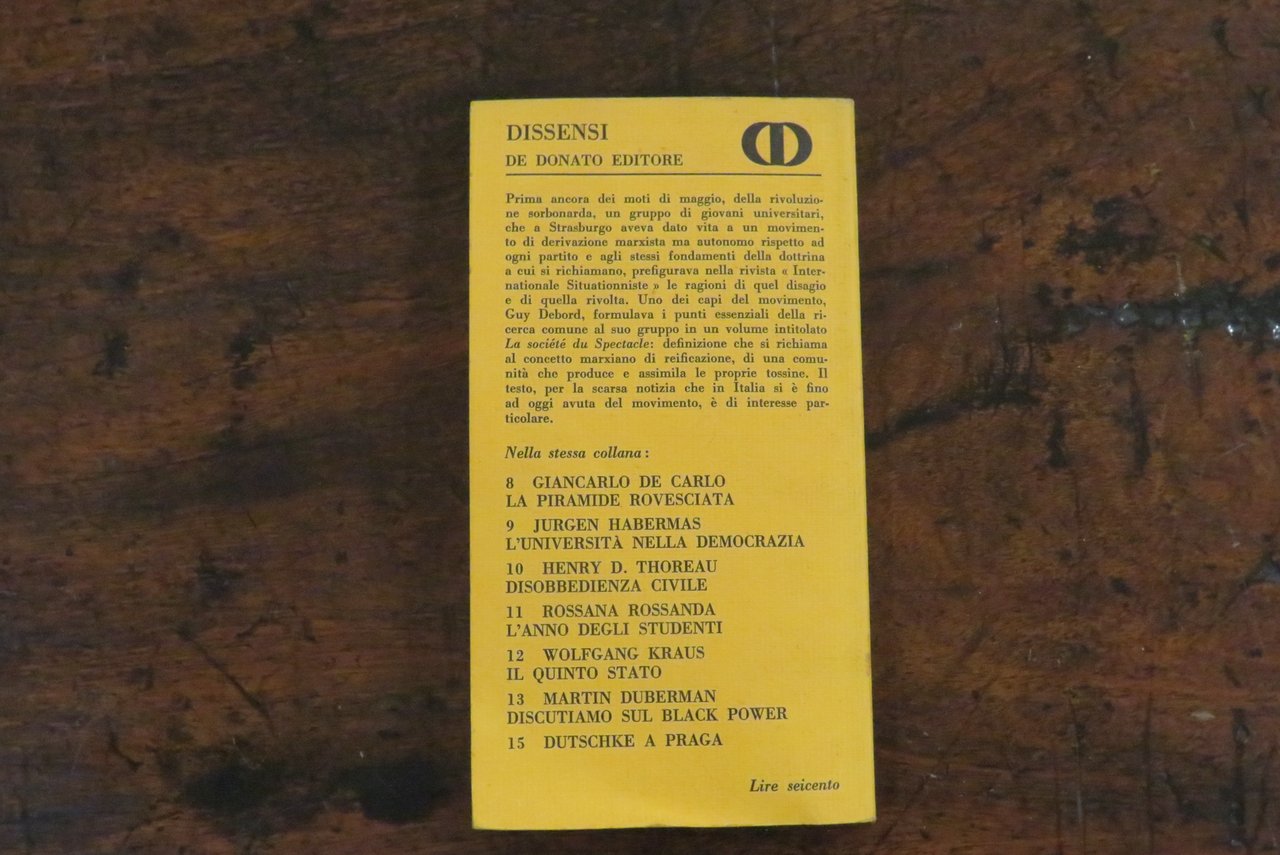 DISSENSI
DE DONATO EDITORE
Prima ancora dei moti di maggio, della rivoluzio-
ne sorbonarda, un gruppo di giovani universitari,
che a Strasburgo aveva dato vita a un movimen-
to di derivazione marxista ma autonomo rispetto ad
ogni partito e agli stessi fondamenti della dottrina
a cui si richiamano, prefigurava nella rivista « Inter-
nationale Situationniste » le ragioni di quel disagio
e di quella rivolta. Uno dei capi del movimento,
Guy Debord, formulava i punti essenziali della ri-
cerca comune al suo gruppo in un volume intitolato
La société du Spectacle: definizione che si richiama
al concetto marxiano di reificazione, di una comu-
nità che produce e assimila le proprie tossine. Il
testo, per la scarsa notizia che in Italia si è fino
ad oggi avuta del movimento, è di interesse par-
ticolare.
Nella stessa collana:
8 GIANCARLO DE CARLO
LA PIRAMIDE ROVESCIATA
9 JURGEN HABERMAS
L'UNIVERSITÀ NELLA DEMOCRAZIA
10 HENRY D. THOREAU
DISOBBEDIENZA CIVILE
11 ROSSANA ROSSANDA
L'ANNO DEGLI STUDENTI
12 WOLFGANG KRAUS
IL QUINTO STATO
13 MARTIN DUBERMAN
DISCUTIAMO SUL BLACK POWER
15 DUTSCHKE A PRAGA
Lire seicento